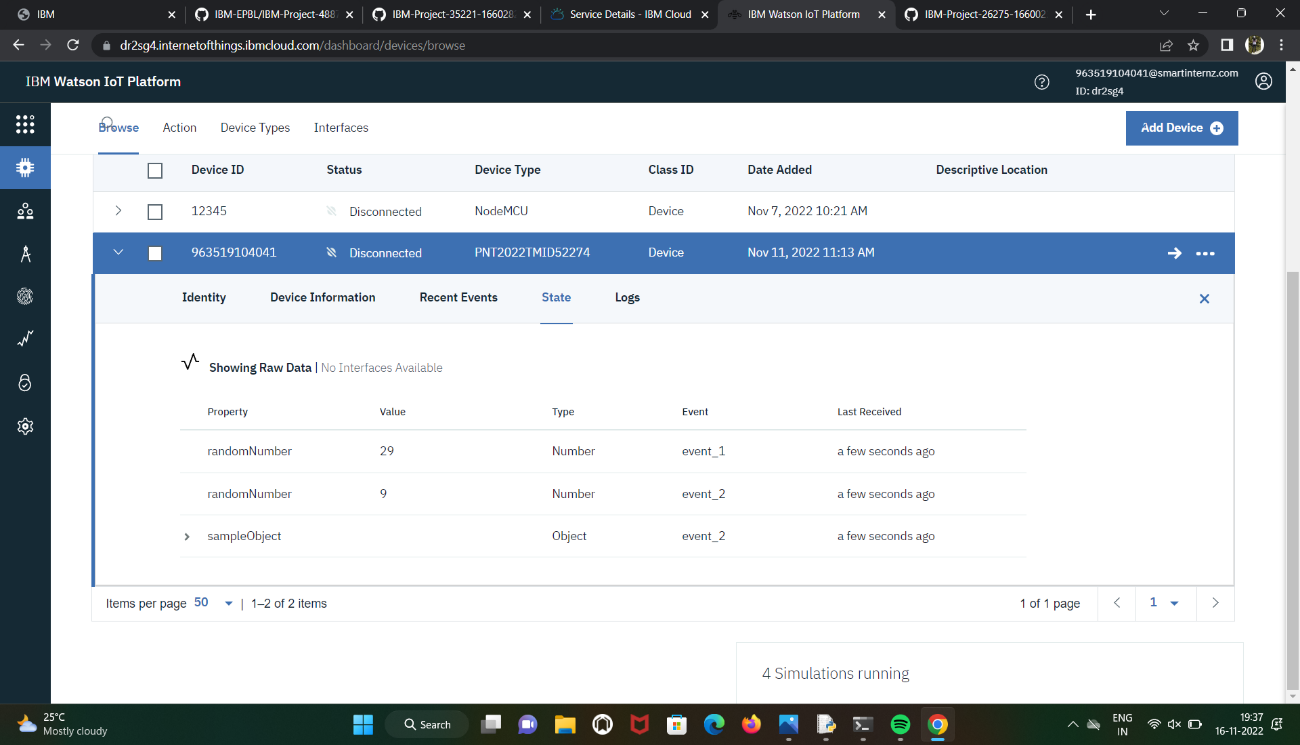 IBM
IBM-EPBL/IBM-Project-488
IBM-Project-35221-166028
Service Details - IBM Cloud
IBM Watson IoT Platform
IBM-Project-26275-166002
dr2sg4.internetofthings.ibmcloud.com/dashboard/devices/browse
IBM Watson IoT Platform
963519104041@smartinternz.com
ID: dr2sg4
Browse Action Device Types Interfaces Add Device
Device ID Status Device Type Class ID Date Added Descriptive Location
12345 Disconnected NodeMCU Device Nov 7, 2022 10:21 AM
963519104041 Disconnected PNT2022TMID52274 Device Nov 11, 2022 11:13 AM
Identity Device Information Recent Events State Logs
Showing Raw Data | No Interfaces Available
Property Value Type Event Last Received
randomNumber 29 Number event_1 a few seconds ago
randomNumber 9 Number event_2 a few seconds ago
sampleObject Object event_2 a few seconds ago
Items per page 50 | 1–2 of 2 items 1 of 1 page 1
4 Simulations running
25°C
Mostly cloudy
Search
ENG
IN
19:37
16-11-2022